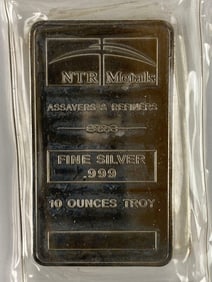 NTR Metals
ASSAYERS & REFINERS
FINE SILVER
.999
10 OUNCES TROY